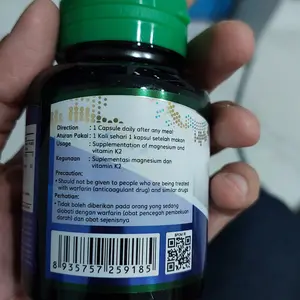 Direction : 1 Capsule daily after any meal
Aturan Pakai : 1 Kali sehari 1 kapsul setelah makan
Usage : Supplementation of magnesium and
vitamin K2
Kegunaan : Suplementasi magnesium dan
vitamin K2
Precaution:
• Should not be given to people who are being treated
with warfarin (anticoagulant drug) and similar drugs
Perhatian:
• Tidak boleh diberikan pada orang yang sedang
diobati dengan warfarin (obat pencegah penggumpalan
darah) dan obat sejenisnya
8 935757 259185